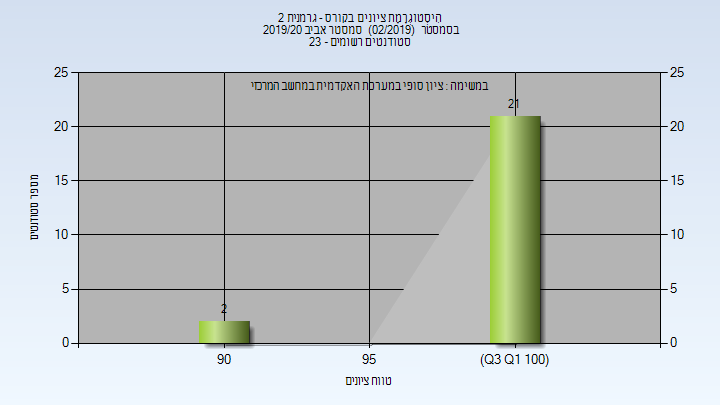 היסטוגרמת ציונים בקורס - גרמנית 2
בסמסטר (02/2019) סמסטר אביב 2019/20
סטודנטים רשומים - 23
במשימה : ציון סופי במערכת האקדמית במחשב המרכזי
25
20
15
10
5
0
25
20
15
10
5
0
מספר סטודנטים
2
21
90
95
(Q3 Q1 100)
טווח ציונים